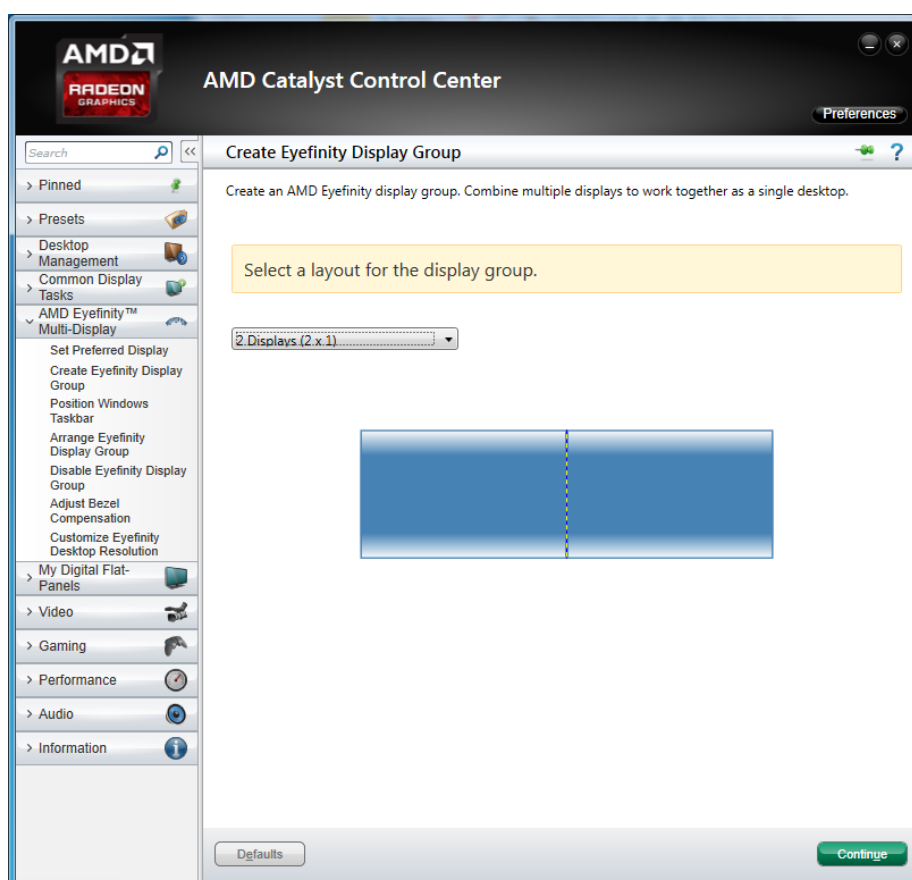 AMD
RADEON
GRAPHICS
AMD Catalyst Control Center
Preferences
Search
<<
Create Eyefinity Display Group
?
Pinned
Create an AMD Eyefinity display group. Combine multiple displays to work together as a single desktop.
Presets
Desktop
Management
Common Display
Tasks
AMD Eyefinity™
Multi-Display
Set Preferred Display
Create Eyefinity Display
Group
Position Windows
Taskbar
Arrange Eyefinity
Display Group
Disable Eyefinity Display
Group
Adjust Bezel
Compensation
Customize Eyefinity
Desktop Resolution
My Digital Flat-
Panels
Video
Gaming
Performance
Audio
Information
Select a layout for the display group.
2 Displays (2 x 1)
Defaults
Continue